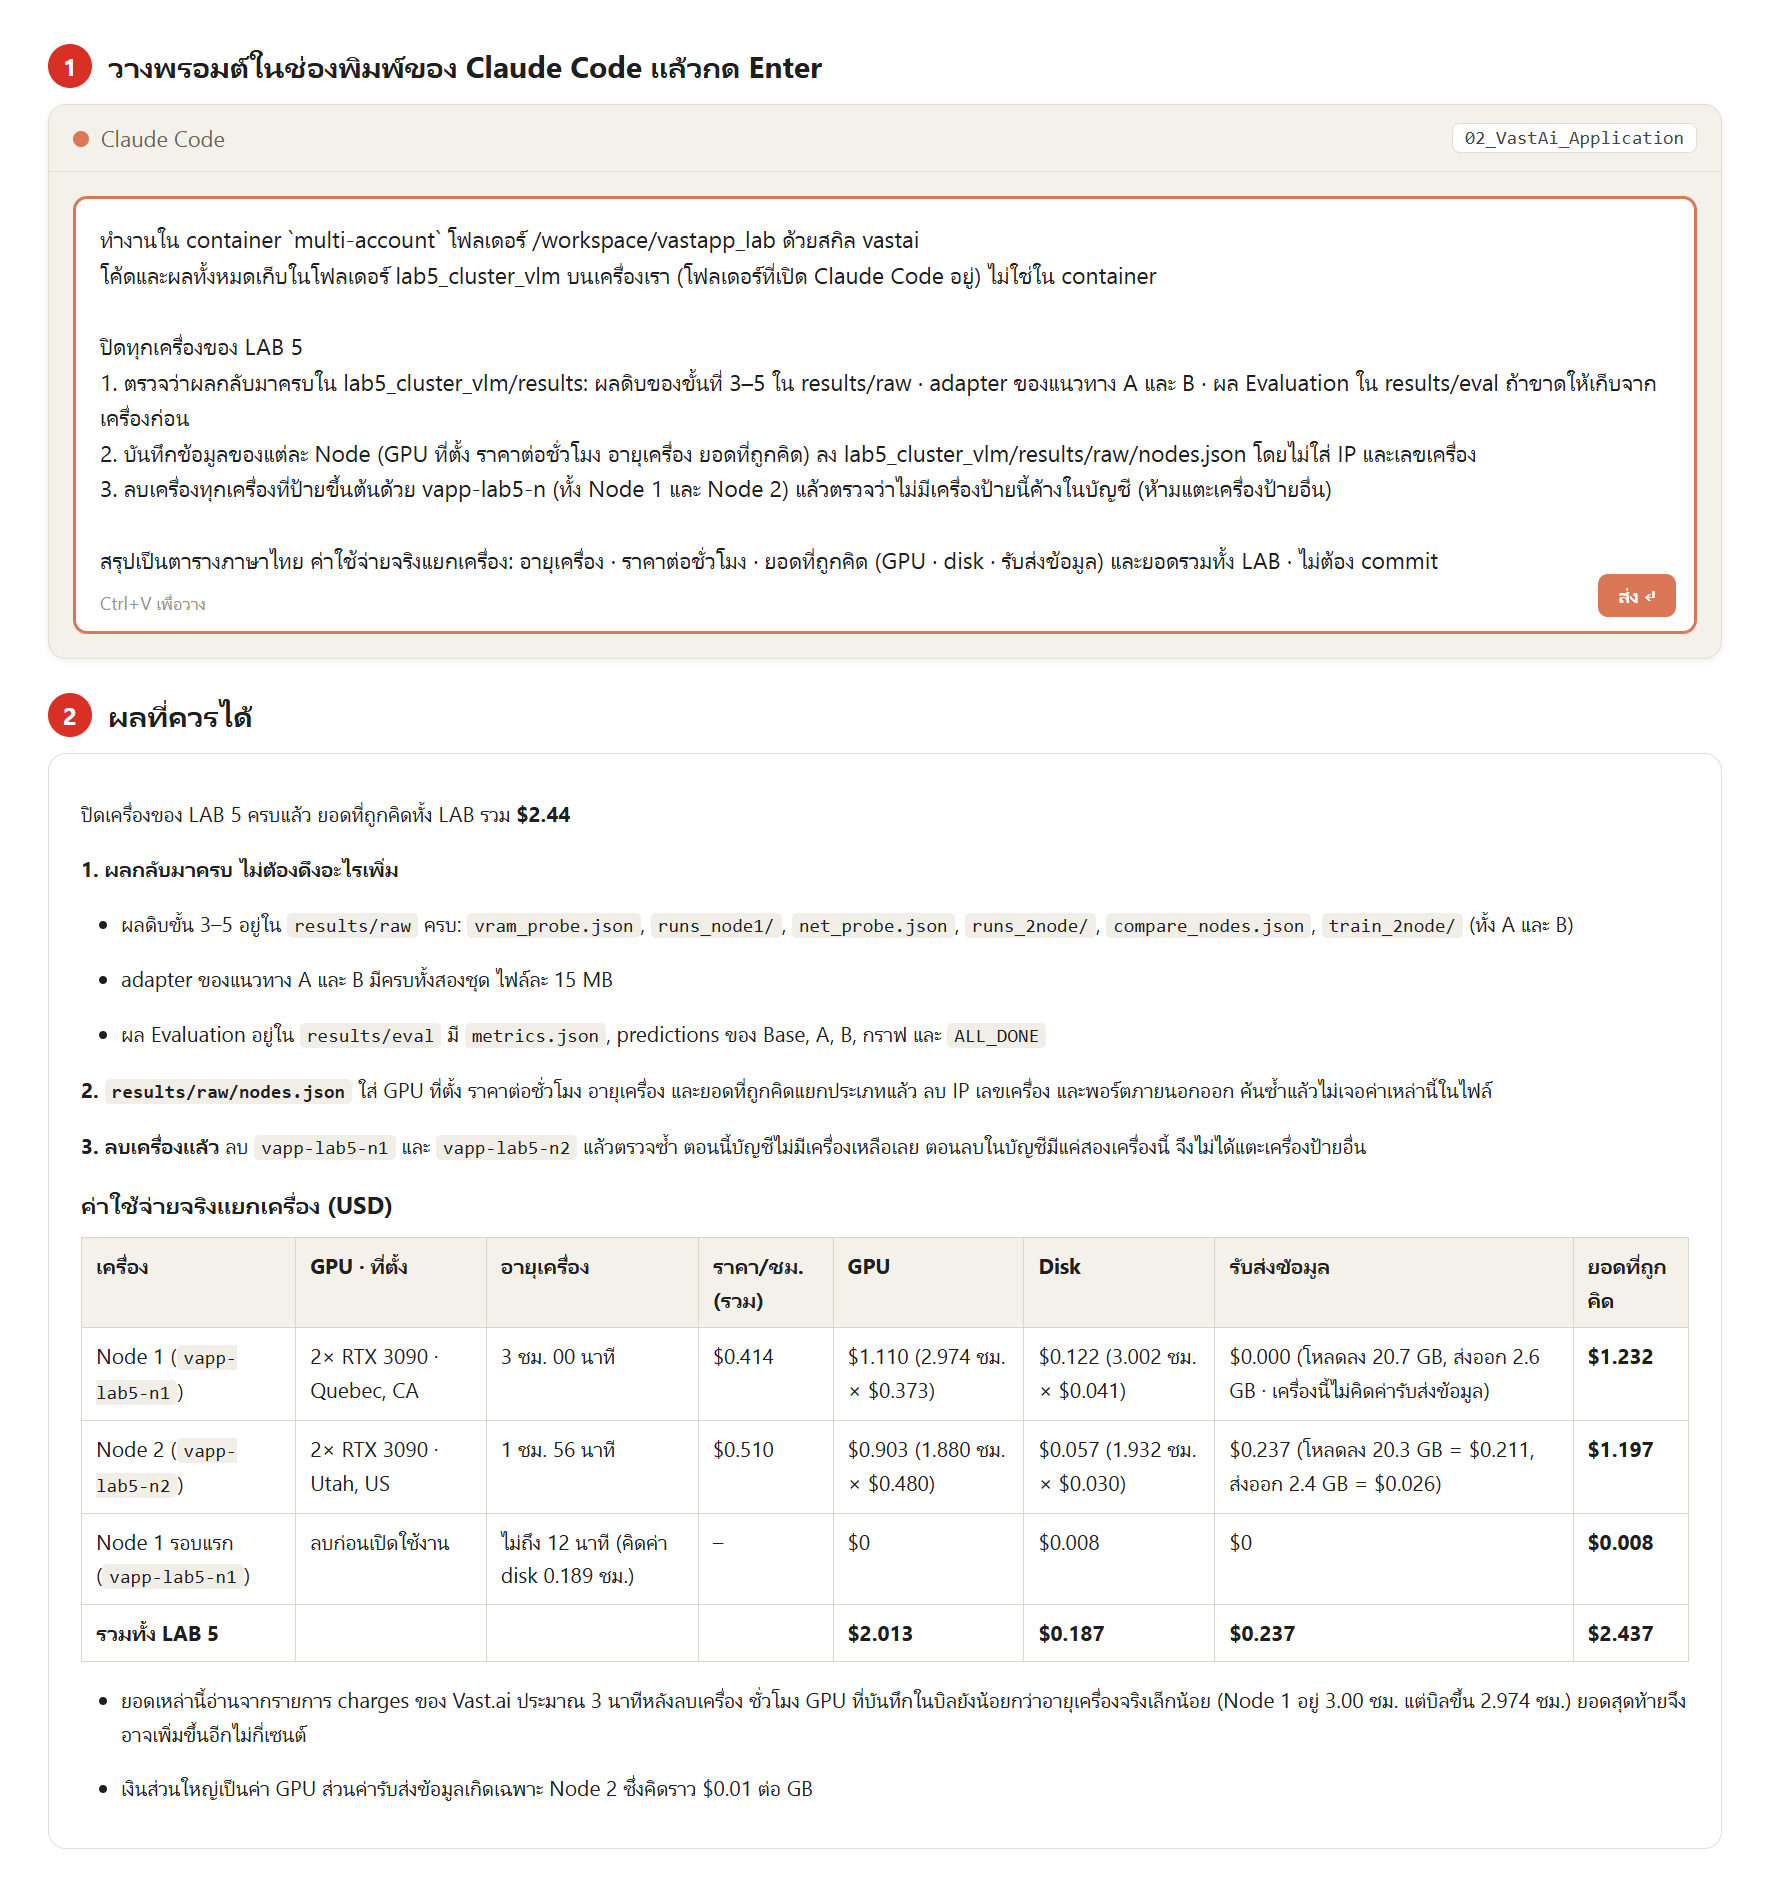 1 วางพรอมต์ในช่องพิมพ์ของ Claude Code แล้วกด Enter
Claude Code
02_VastAi_Application
ทำงานใน container `multi-account` โฟลเดอร์ /workspace/vastapp_lab ด้วยสกิล vastai
โค้ดและผลทั้งหมดเก็บในโฟลเดอร์ lab5_cluster_vlm บนเครื่องเรา (โฟลเดอร์ที่เปิด Claude Code อยู่) ไม่ใช่ใน container
ปิดทุกเครื่องของ LAB 5
1. ตรวจว่าผลกลับมาครบใน lab5_cluster_vlm/results: ผลดิบของขั้นที่ 3–5 ใน results/raw · adapter ของแนวทาง A และ B · ผล Evaluation ใน results/eval ถ้าขาดให้เก็บจาก
เครื่องก่อน
2. บันทึกข้อมูลของแต่ละ Node (GPU ที่ตั้ง ราคาต่อชั่วโมง อายุเครื่อง ยอดที่ถูกคิด) ลง lab5_cluster_vlm/results/raw/nodes.json โดยไม่ใส่ IP และเลขเครื่อง
3. ลบเครื่องทุกเครื่องที่ป้ายขึ้นต้นด้วย vapp-lab5-n (ทั้ง Node 1 และ Node 2) แล้วตรวจว่าไม่มีเครื่องป้ายนี้ค้างในบัญชี (ห้ามแตะเครื่องป้ายอื่น)
สรุปเป็นตารางภาษาไทย ค่าใช้จ่ายจริงแยกเครื่อง: อายุเครื่อง · ราคาต่อชั่วโมง · ยอดที่ถูกคิด (GPU · disk · รับส่งข้อมูล) และยอดรวมทั้ง LAB · ไม่ต้อง commit
Ctrl+V เพื่อวาง
ส่ง ⏎
2 ผลที่ควรได้
ปิดเครื่องของ LAB 5 ครบแล้ว ยอดที่ถูกคิดทั้ง LAB รวม $2.44
1. ผลกลับมาครบ ไม่ต้องดึงอะไรเพิ่ม
• ผลดิบขั้น 3–5 อยู่ใน results/raw ครบ: vram_probe.json, runs_node1/, net_probe.json, runs_2node/, compare_nodes.json, train_2node/ (ทั้ง A และ B)
• adapter ของแนวทาง A และ B มีครบทั้งสองชุด ไฟล์ละ 15 MB
• ผล Evaluation อยู่ใน results/eval มี metrics.json, predictions ของ Base, A, B, กราฟ และ ALL_DONE
2. results/raw/nodes.json ใส่ GPU ที่ตั้ง ราคาต่อชั่วโมง อายุเครื่อง และยอดที่ถูกคิดแยกประเภทแล้ว ลบ IP เลขเครื่อง และพอร์ตภายนอกออก ค้นซ้ำแล้วไม่เจอค่าเหล่านี้ในไฟล์
3. ลบเครื่องแล้ว ลบ vapp-lab5-n1 และ vapp-lab5-n2 แล้วตรวจซ้ำ ตอนนี้บัญชีไม่มีเครื่องเหลือเลย ตอนลบในบัญชีมีแค่สองเครื่องนี้ จึงไม่ได้แตะเครื่องป้ายอื่น
ค่าใช้จ่ายจริงแยกเครื่อง (USD)
เครื่อง GPU · ที่ตั้ง อายุเครื่อง ราคา/ชม. GPU Disk รับส่งข้อมูล ยอดที่ถูก
(รวม) คิด
Node 1 (vapp- 2× RTX 3090 · 3 ชม. 00 นาที $0.414 $1.110 (2.974 ชม. $0.122 (3.002 ชม. $0.000 (โหลดลง 20.7 GB, ส่งออก 2.6 $1.232
lab5-n1) Quebec, CA × $0.373) × $0.041) GB · เครื่องนี้ไม่คิดค่ารับส่งข้อมูล)
Node 2 (vapp- 2× RTX 3090 · 1 ชม. 56 นาที $0.510 $0.903 (1.880 ชม. $0.057 (1.932 ชม. $0.237 (โหลดลง 20.3 GB = $0.211, $1.197
lab5-n2) Utah, US × $0.480) × $0.030) ส่งออก 2.4 GB = $0.026)
Node 1 รอบแรก ลบก่อนเปิดใช้งาน ไม่ถึง 12 นาที (คิดค่า – $0 $0.008 $0 $0.008
(vapp-lab5-n1) disk 0.189 ชม.)
รวมทั้ง LAB 5 $2.013 $0.187 $0.237 $2.437
• ยอดเหล่านี้อ่านจากรายการ charges ของ Vast.ai ประมาณ 3 นาทีหลังลบเครื่อง ชั่วโมง GPU ที่บันทึกในบิลยังน้อยกว่าอายุเครื่องจริงเล็กน้อย (Node 1 อยู่ 3.00 ชม. แต่บิลขึ้น 2.974 ชม.) ยอดสุดท้ายจึง
อาจเพิ่มขึ้นอีกไม่กี่เซนต์
• เงินส่วนใหญ่เป็นค่า GPU ส่วนค่ารับส่งข้อมูลเกิดเฉพาะ Node 2 ซึ่งคิดราว $0.01 ต่อ GB